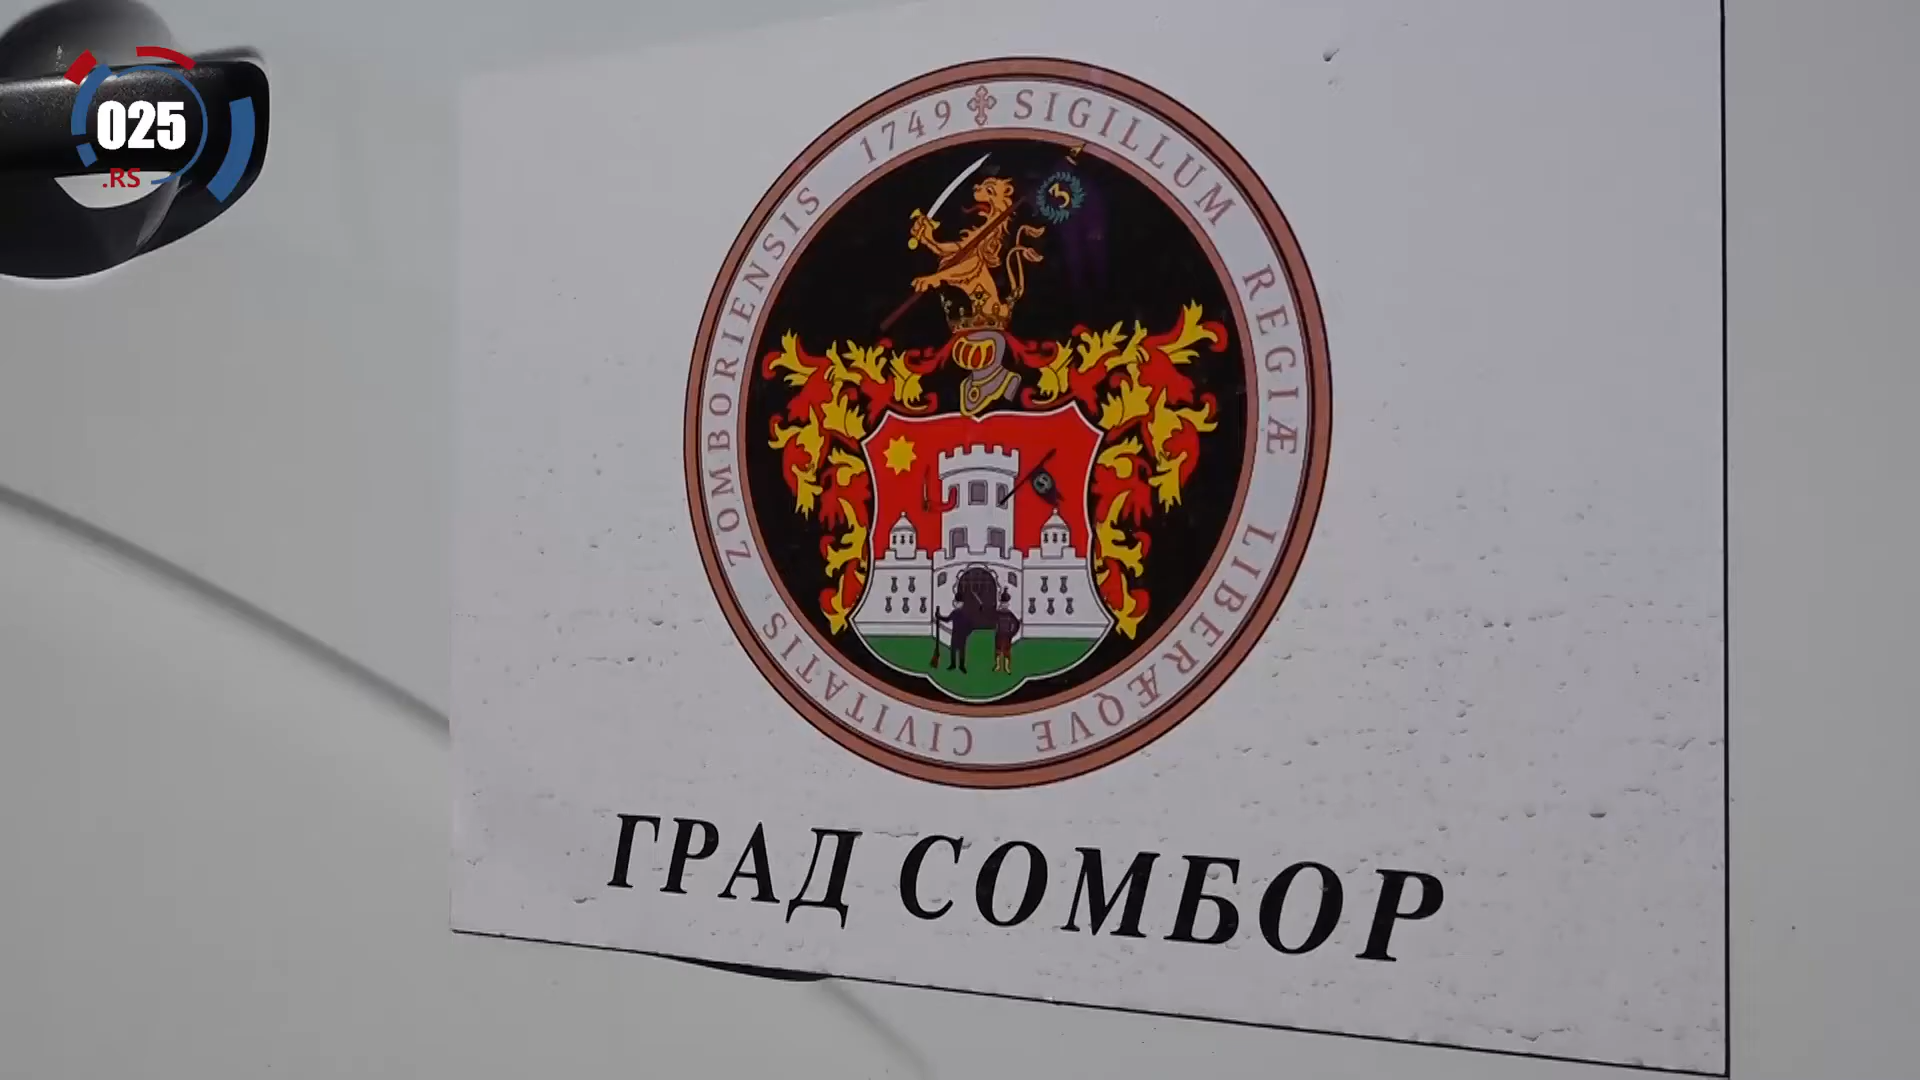 025
.RS
1749 SIGILLUM REGIÆ LIBERÆQVE CIVITATIS ZOMBORIENSIS
ГРАД СОМБОР